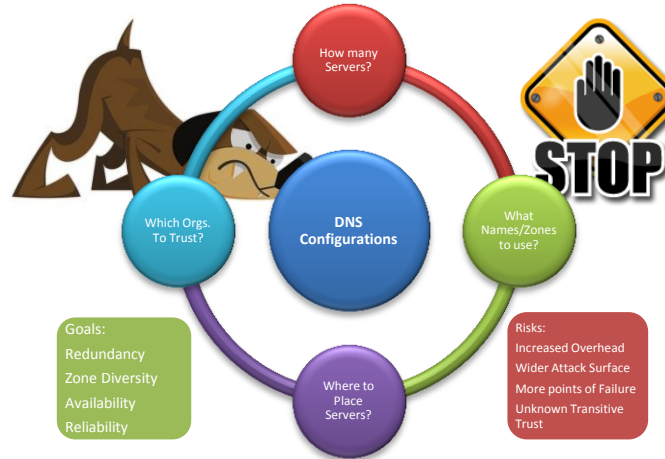 How many
Servers?
STOP
Which Orgs.
To Trust?
DNS
Configurations
What
Names/Zones
to use?
Goals:
Redundancy
Zone Diversity
Availability
Reliability
Where to
Place
Servers?
Risks:
Increased Overhead
Wider Attack Surface
More points of Failure
Unknown Transitive
Trust